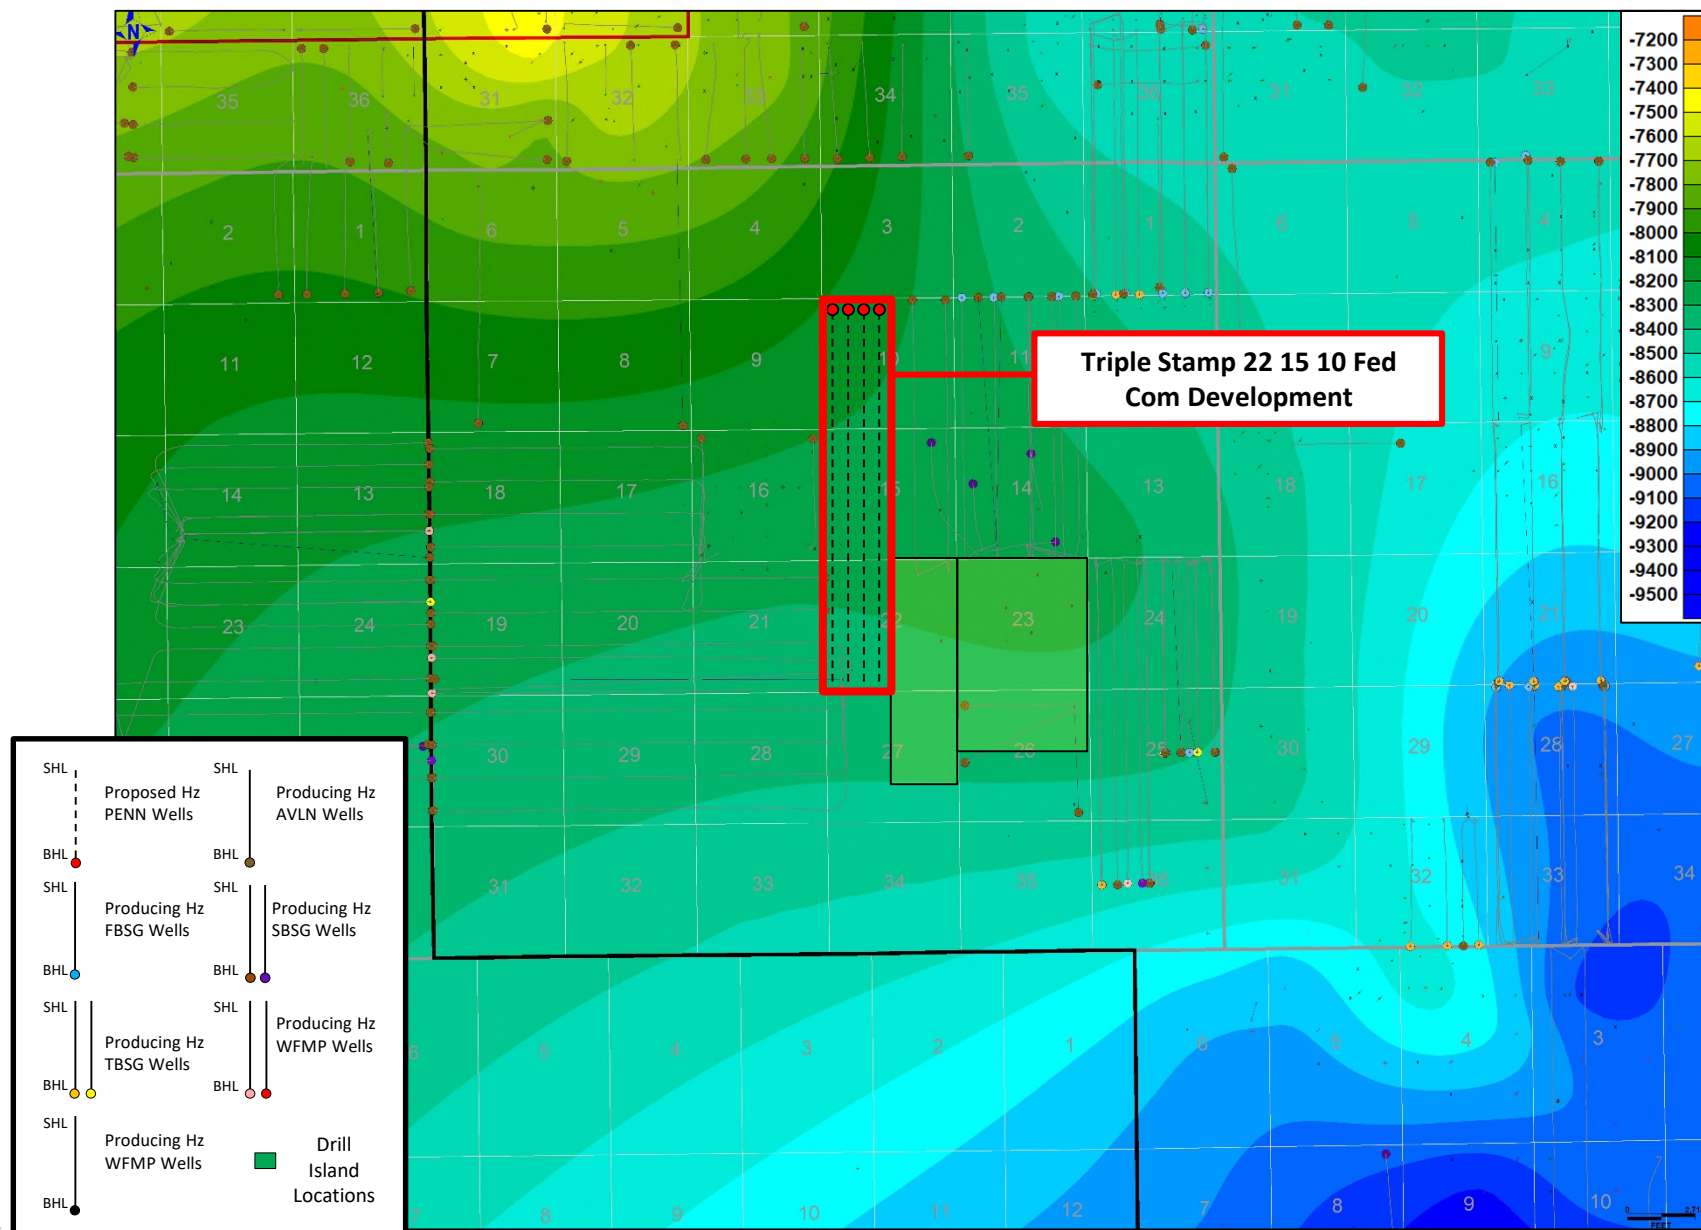 N
35 36 31 32 33 34 35 36 31 32 33
2 1 6 5 4 3 2 1 6 5 4
11 12 7 8 9 10 11 9
Triple Stamp 22 15 10 Fed
Com Development
14 13 18 17 16 15 14 13 18 17 16
23 24 19 20 21 22 23 24 19 20 21
30 29 28 27 26 25 30 29 28 27
31 32 33 34 35 36 31 32 33 34
6 5 4 3 2 1 6 5 4 3
7 8 9 10 11 12 7 8 9 10
-7200
-7300
-7400
-7500
-7600
-7700
-7800
-7900
-8000
-8100
-8200
-8300
-8400
-8500
-8600
-8700
-8800
-8900
-9000
-9100
-9200
-9300
-9400
-9500
SHL
Proposed Hz
PENN Wells
BHL
SHL
Producing Hz
AVLN Wells
BHL
SHL
Producing Hz
FBSG Wells
BHL
SHL
Producing Hz
SBSG Wells
BHL
SHL
Producing Hz
TBSG Wells
BHL
SHL
Producing Hz
WFMP Wells
BHL
SHL
Producing Hz
WFMP Wells
BHL
Drill
Island
Locations
0
FEET